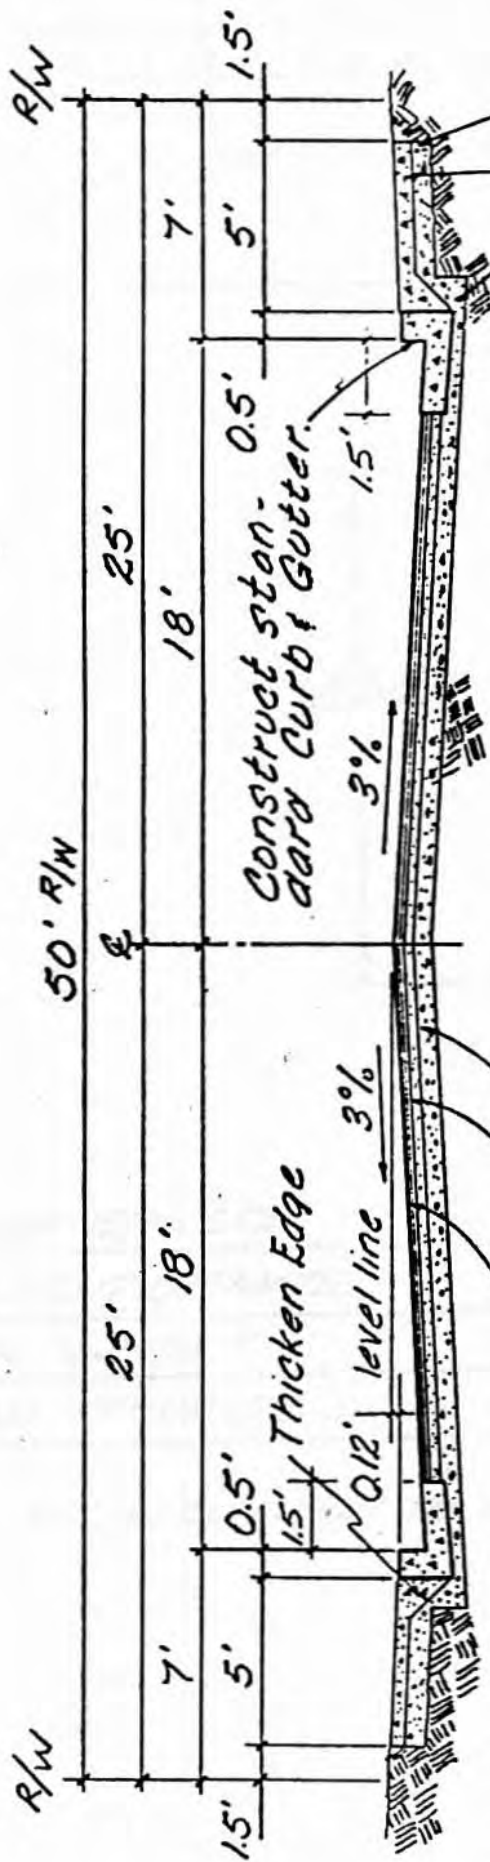 50' R/W
R/W
25'
℄
25'
R/W
7'
18'
18'
7'
1.5'
5'
0.5'
0.5'
5'
1.5'
1.5'
Thicken Edge
Construct stan-
dard Curb & Gutter.
0.12'
level line
3%
3%
1.5'